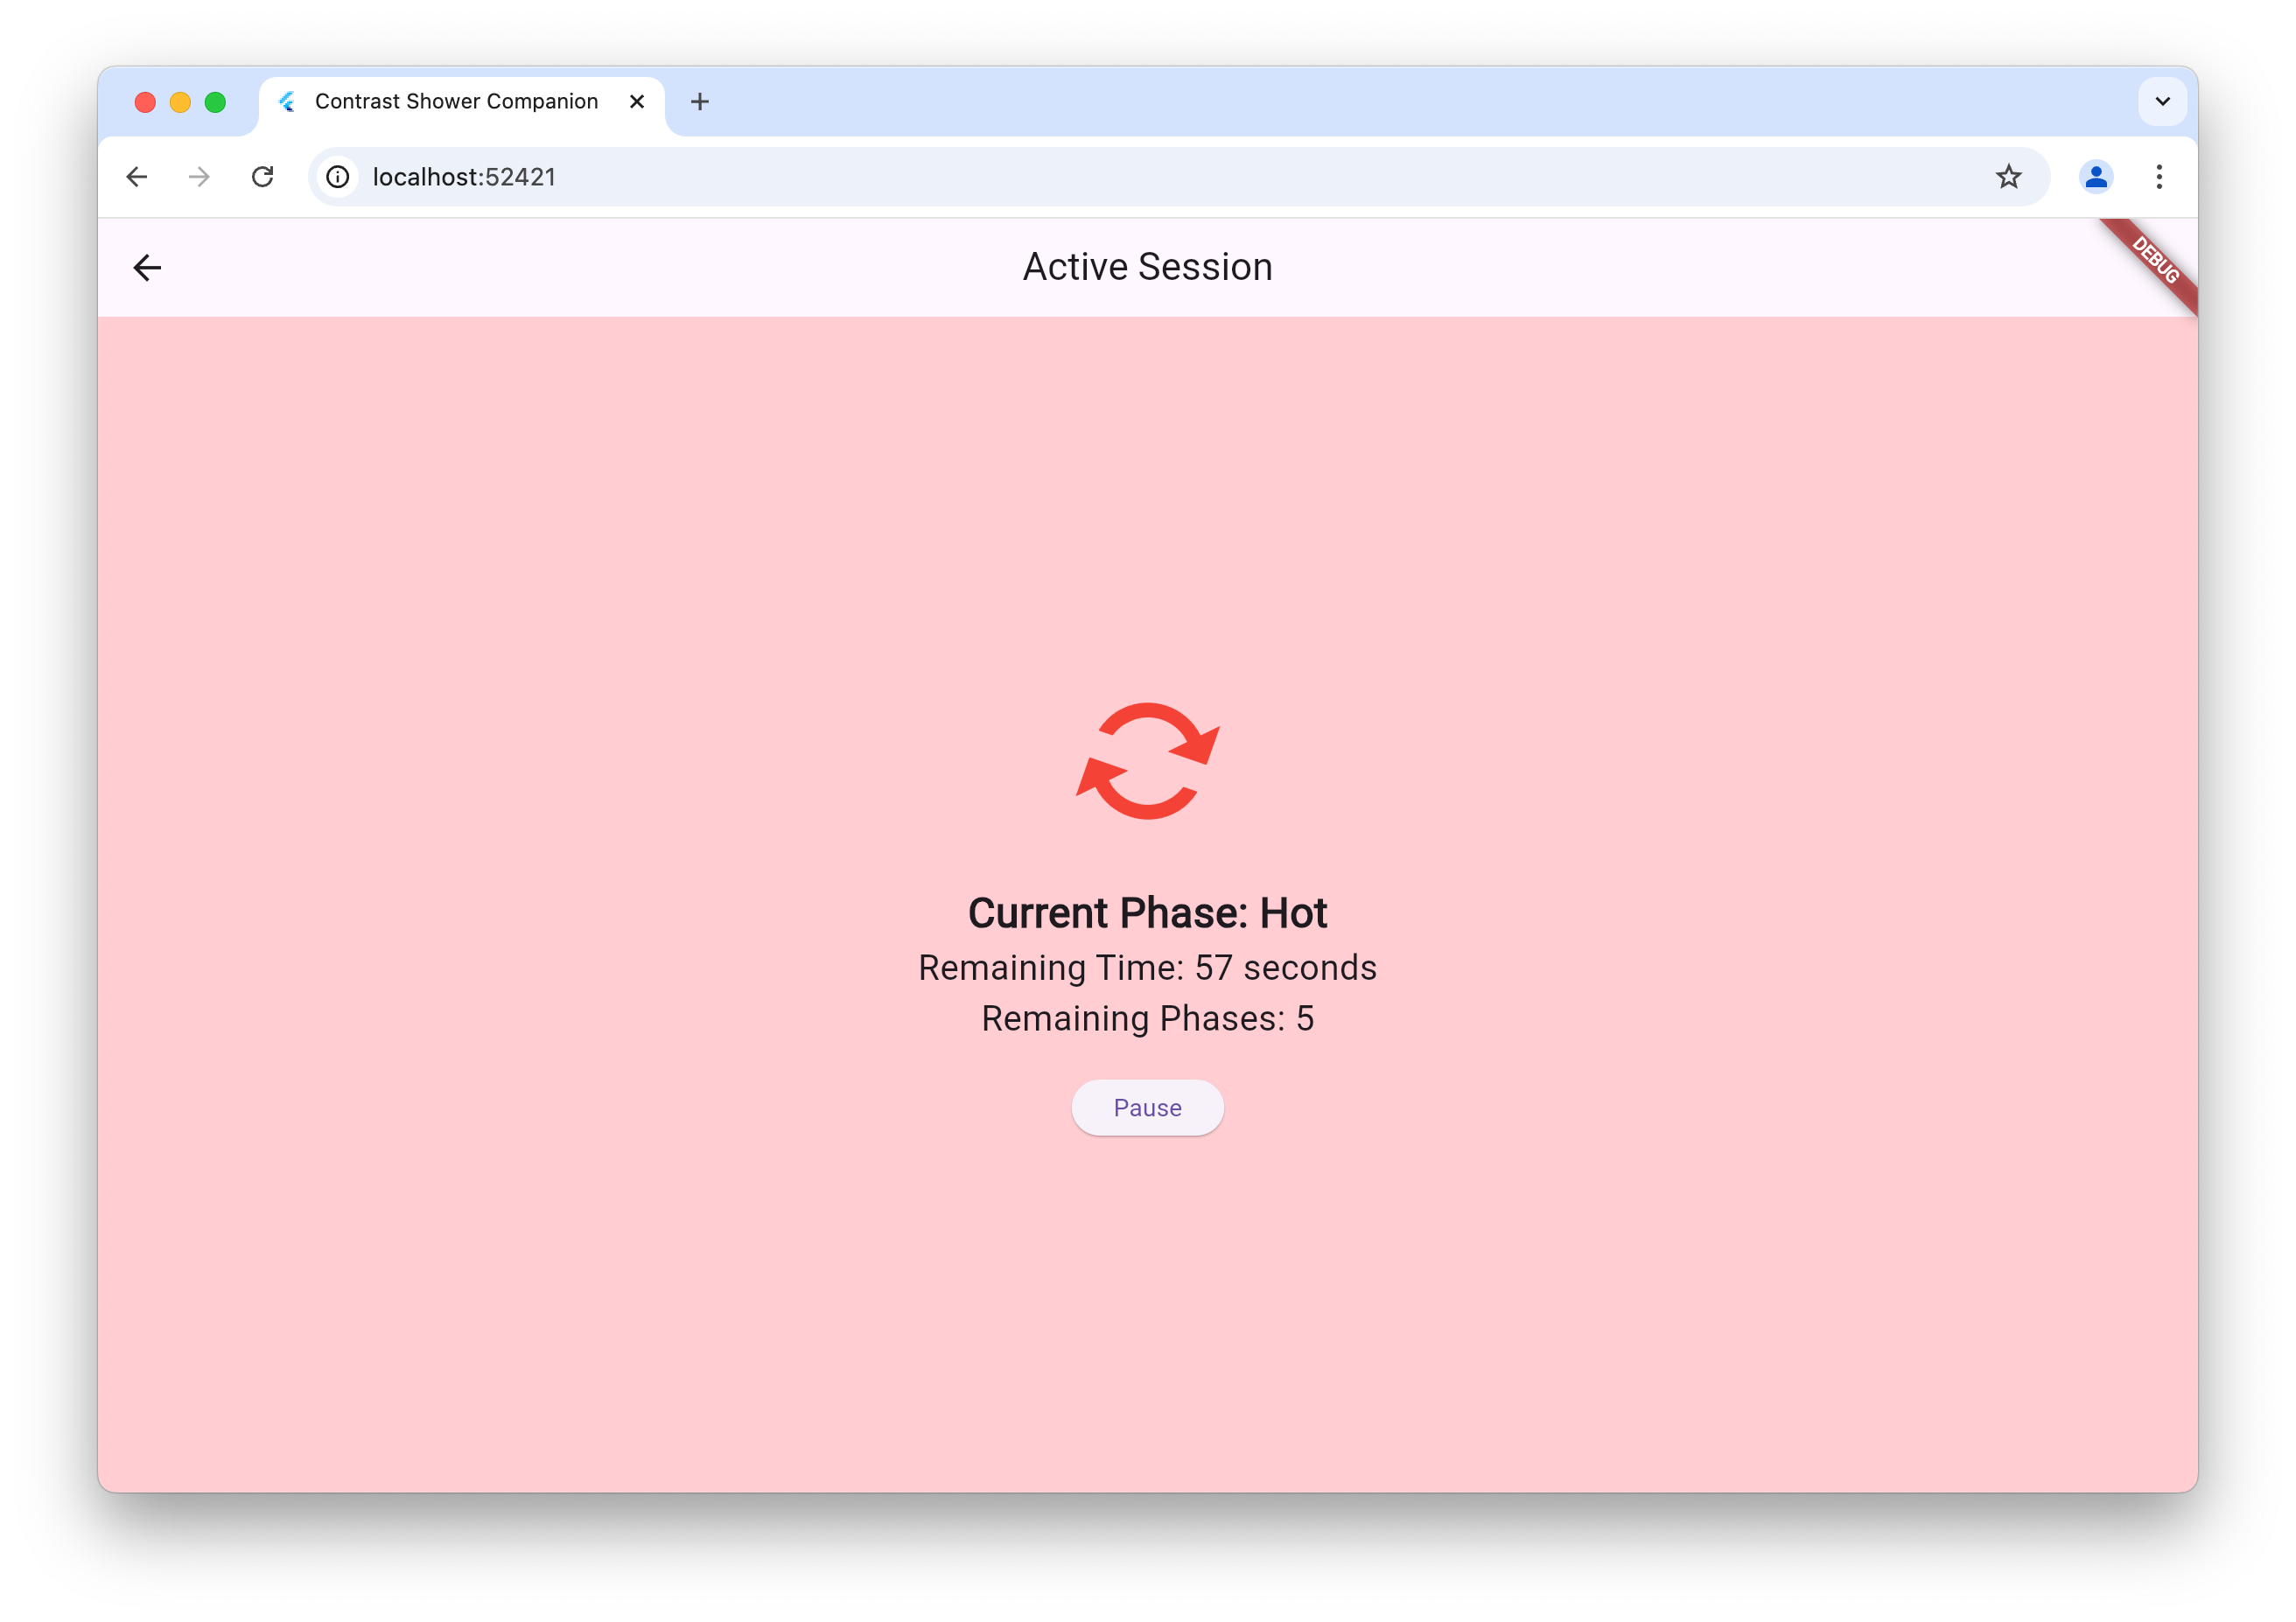 Contrast Shower Companion
localhost:52421
Active Session
DEBUG
Current Phase: Hot
Remaining Time: 57 seconds
Remaining Phases: 5
Pause